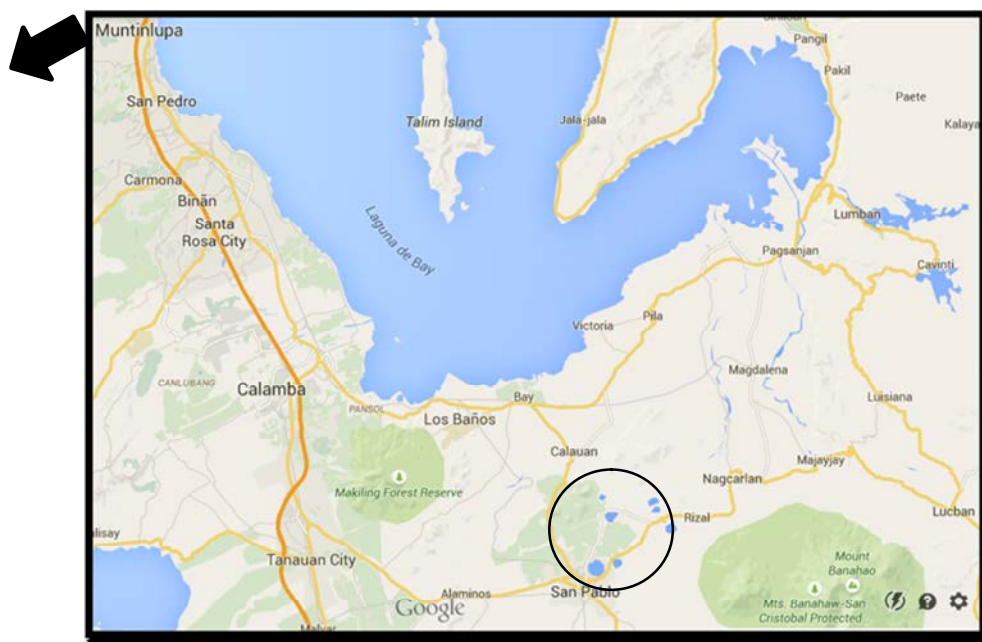 Muntinlupa
Pangil
Pakil
San Pedro
Paete
Talim Island
Jala-jala
Kalaya
Carmona
Biñan
Santa
Rosa City
Lumban
Laguna de Bay
Pagsanjan
Cavinti
Victoria
Pila
Magdalena
CANLUBANG
Calamba
Luisiana
Bay
PANSOL
Los Baños
Calauan
Majayjay
Nagcarlan
Makiling Forest Reserve
Rizal
Lucban
lisay
Tanauan City
Mount
Banahao
Alaminos
San Pablo
Google
Mts. Banahaw-San
Cristobal Protected
Malvar